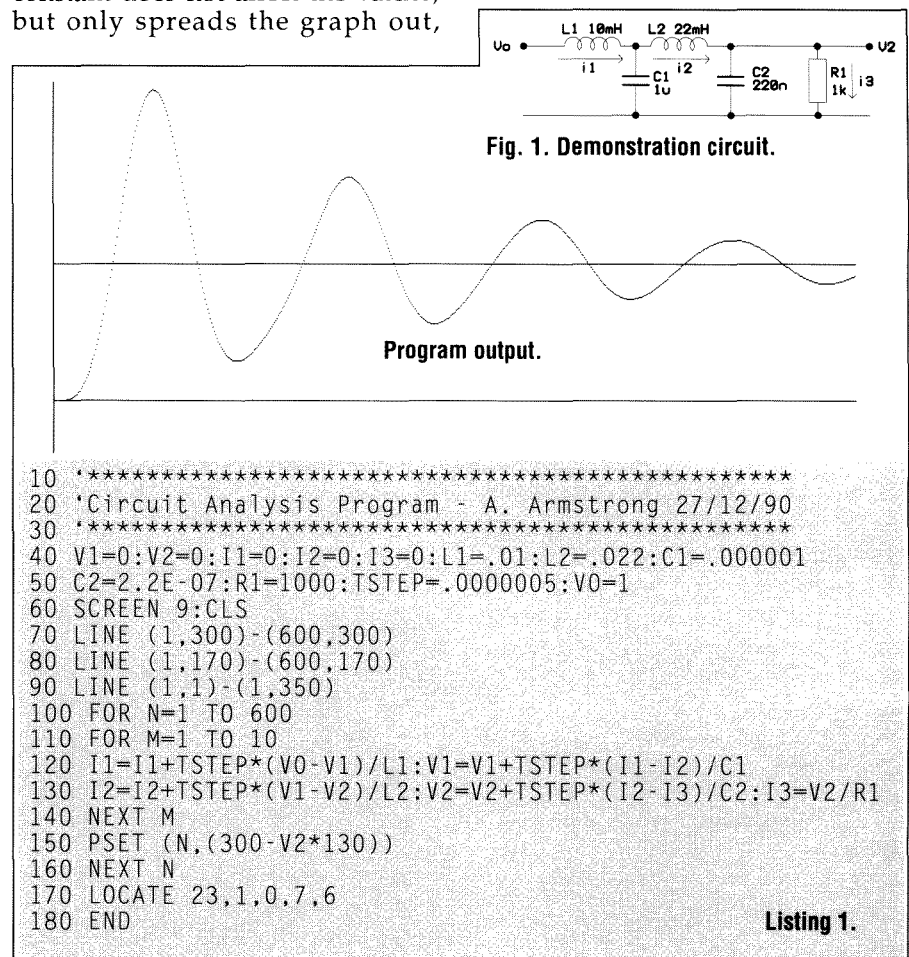 but only spreads the graph out,
L1 10mH L2 22mH
Vo V2
i1 i2 i3
C1 1u
C2 220n
R1 1k
Fig. 1. Demonstration circuit.
Program output.
10 '***********************************************
20 'Circuit Analysis Program - A. Armstrong 27/12/90
30 '***********************************************
40 V1=0:V2=0:I1=0:I2=0:I3=0:L1=.01:L2=.022:C1=.000001
50 C2=2.2E-07:R1=1000:TSTEP=.0000005:V0=1
60 SCREEN 9:CLS
70 LINE (1,300)-(600,300)
80 LINE (1,170)-(600,170)
90 LINE (1,1)-(1,350)
100 FOR N=1 TO 600
110 FOR M=1 TO 10
120 I1=I1+TSTEP*(V0-V1)/L1:V1=V1+TSTEP*(I1-I2)/C1
130 I2=I2+TSTEP*(V1-V2)/L2:V2=V2+TSTEP*(I2-I3)/C2:I3=V2/R1
140 NEXT M
150 PSET (N,(300-V2*130))
160 NEXT N
170 LOCATE 23,1,0,7,6
180 END
Listing 1.